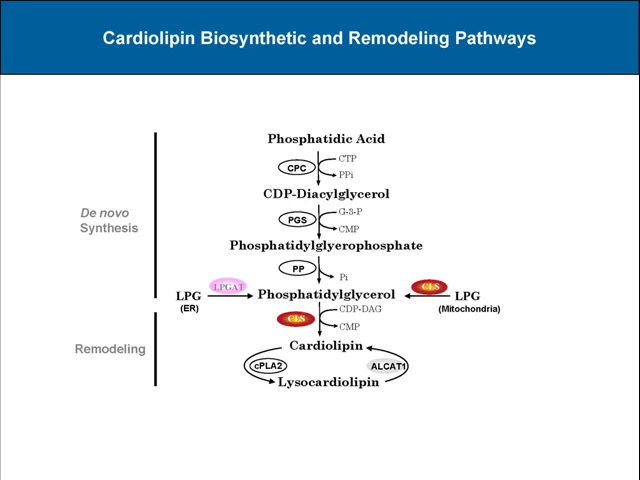 Cardiolipin Biosynthetic and Remodeling Pathways
Phosphatidic Acid
CTP
CPC
PPi
CDP-Diacylglycerol
De novo
Synthesis
G-3-P
PGS
CMP
Phosphatidylglyerophosphate
PP
Pi
LPGAT
CLS
LPG
(ER)
Phosphatidylglycerol
LPG
(Mitochondria)
CDP-DAG
CLS
CMP
Remodeling
Cardiolipin
cPLA2
ALCAT1
Lysocardiolipin